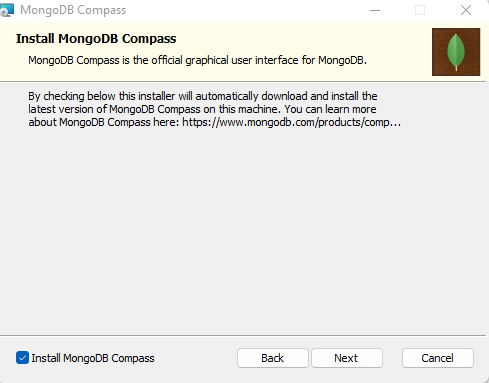 MongoDB Compass
Install MongoDB Compass
MongoDB Compass is the official graphical user interface for MongoDB.
By checking below this installer will automatically download and install the
latest version of MongoDB Compass on this machine. You can learn more
about MongoDB Compass here: https://www.mongodb.com/products/comp...
Install MongoDB Compass
Back
Next
Cancel